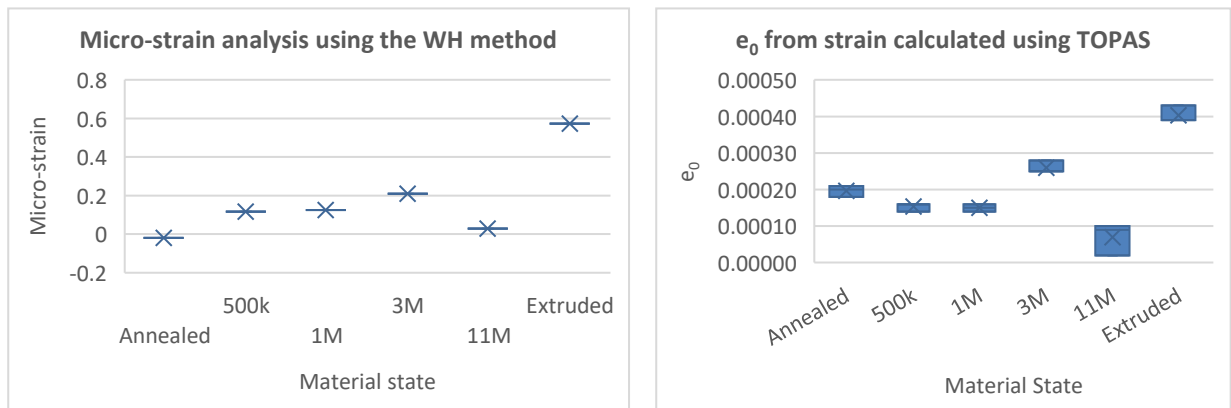 Micro-strain analysis using the WH method
0.8
0.6
0.4
0.2
0
-0.2
Micro-strain
500k 3M Extruded
Annealed 1M 11M
Material state
e₀ from strain calculated using TOPAS
0.00050
0.00040
0.00030
0.00020
0.00010
0.00000
e₀
Annealed 500k 1M 3M 11M Extruded
Material State